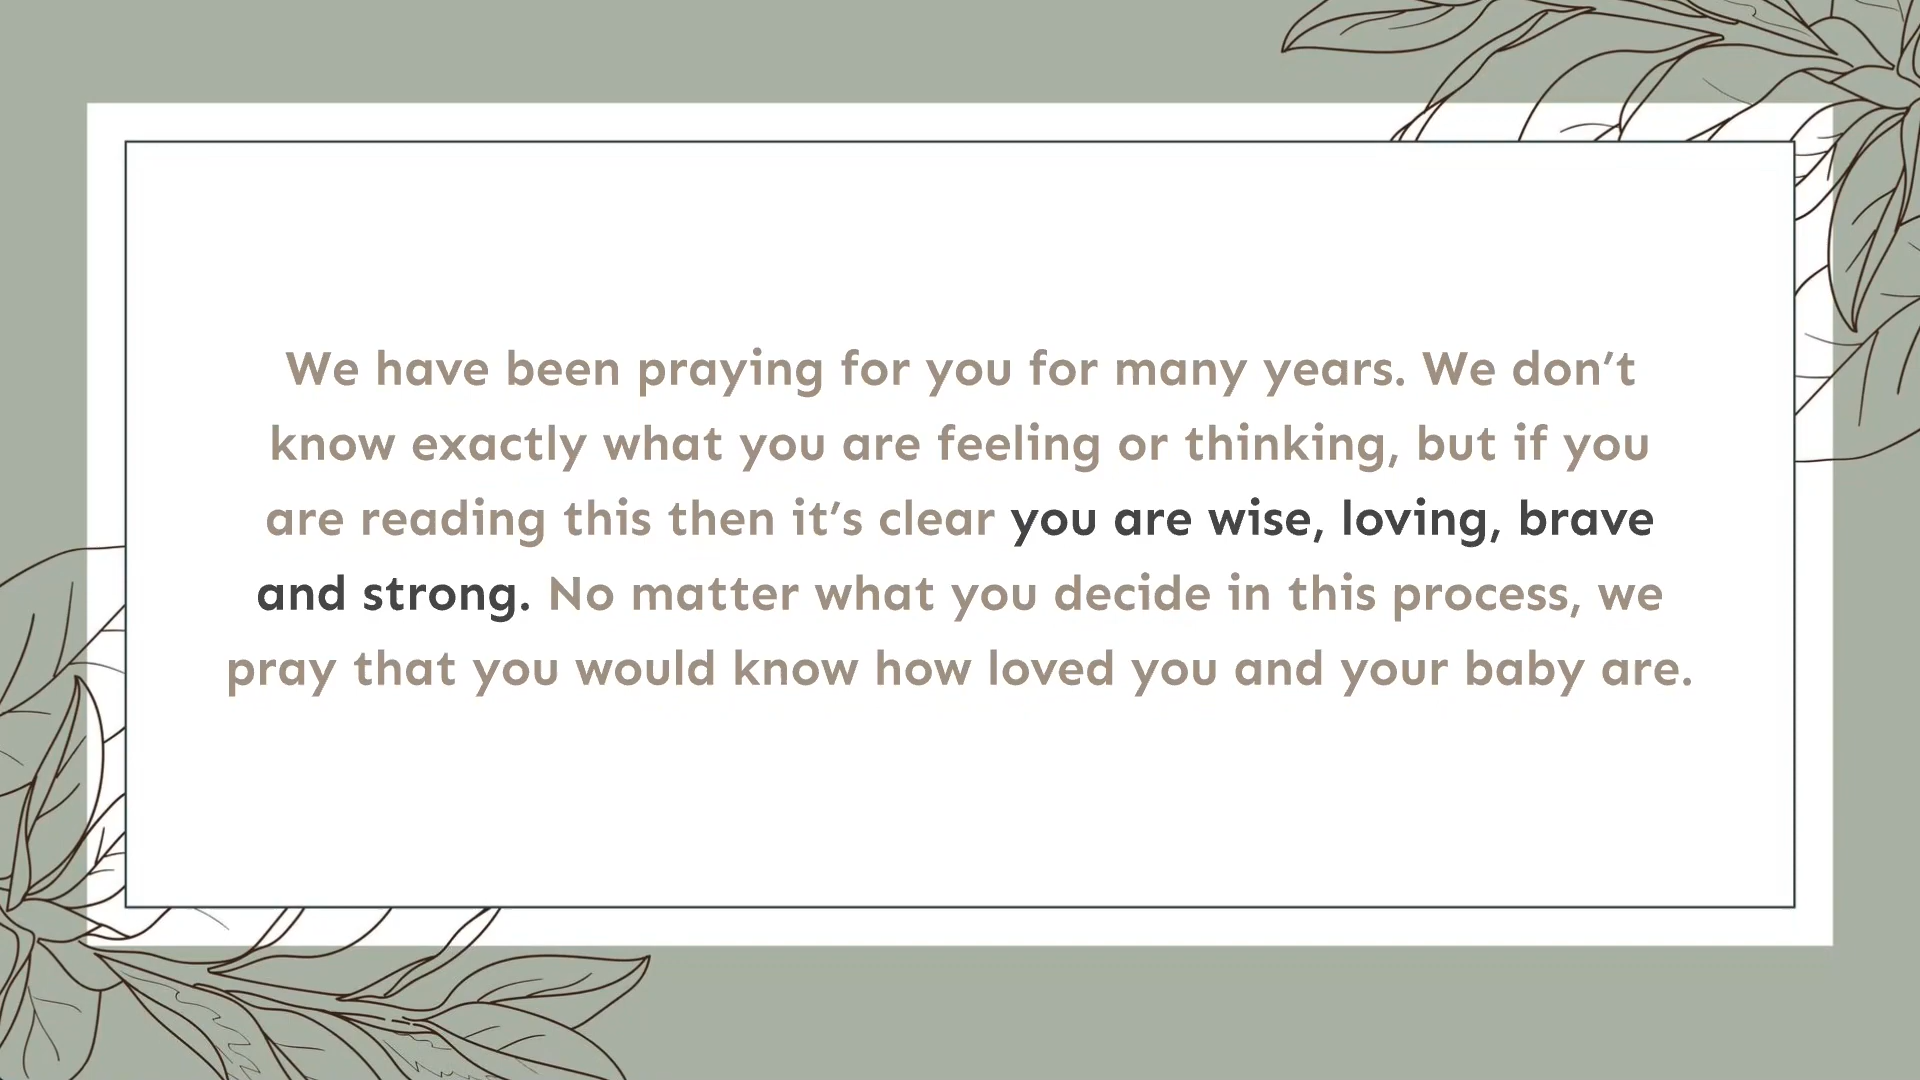 We have been praying for you for many years. We don’t
know exactly what you are feeling or thinking, but if you
are reading this then it’s clear you are wise, loving, brave
and strong. No matter what you decide in this process, we
pray that you would know how loved you and your baby are.